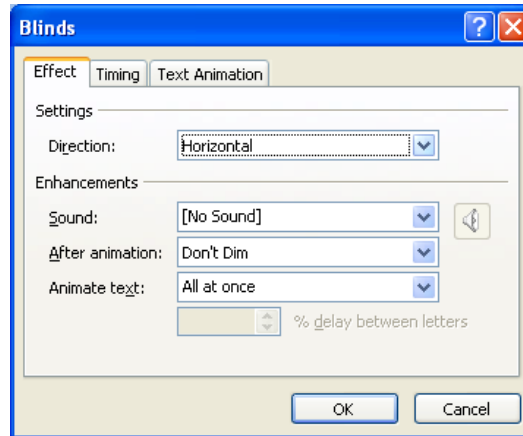 Blinds
Effect Timing Text Animation
Settings
Direction: Horizontal
Enhancements
Sound: [No Sound]
After animation: Don't Dim
Animate text: All at once
% delay between letters
OK Cancel